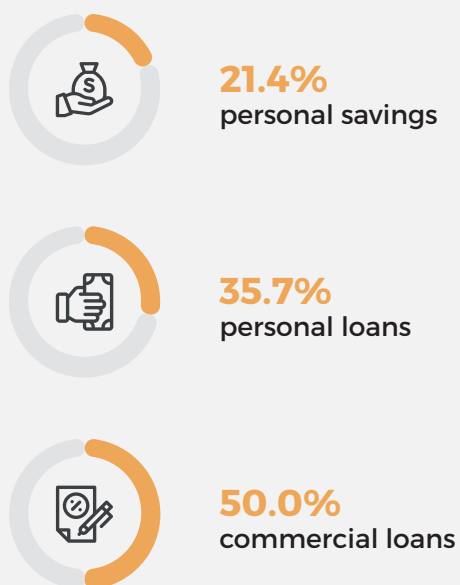 $
21.4%
personal savings
35.7%
personal loans
%
50.0%
commercial loans